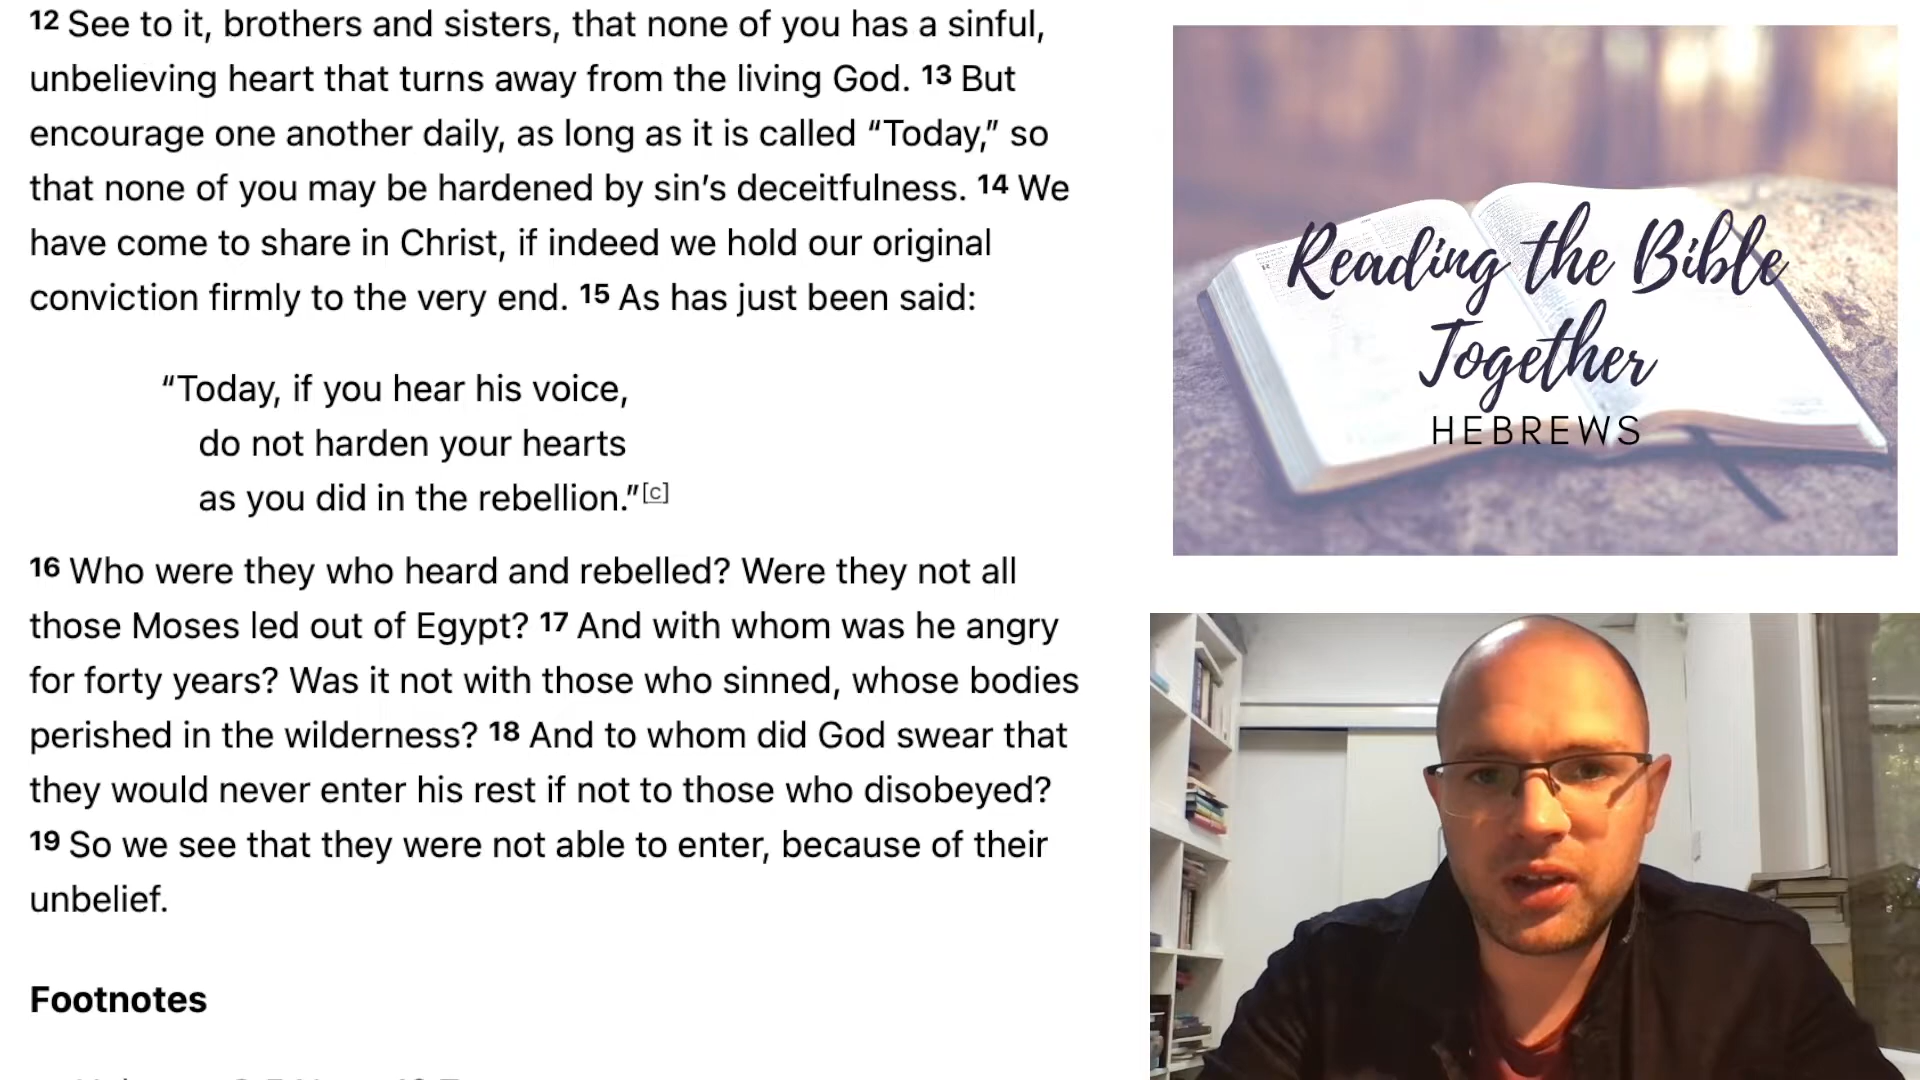 12 See to it, brothers and sisters, that none of you has a sinful,
unbelieving heart that turns away from the living God. 13 But
encourage one another daily, as long as it is called “Today,” so
that none of you may be hardened by sin’s deceitfulness. 14 We
have come to share in Christ, if indeed we hold our original
conviction firmly to the very end. 15 As has just been said:
“Today, if you hear his voice,
do not harden your hearts
as you did in the rebellion.”[c]
16 Who were they who heard and rebelled? Were they not all
those Moses led out of Egypt? 17 And with whom was he angry
for forty years? Was it not with those who sinned, whose bodies
perished in the wilderness? 18 And to whom did God swear that
they would never enter his rest if not to those who disobeyed?
19 So we see that they were not able to enter, because of their
unbelief.
Footnotes
Reading the Bible
Together
HEBREWS